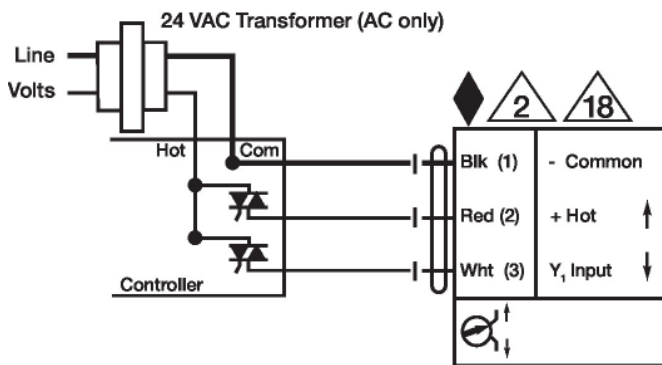 24 VAC Transformer (AC only)
Line
Volts
Hot Com
2 18
Blk (1) - Common
Red (2) + Hot
Wht (3) Y₁ Input
Controller